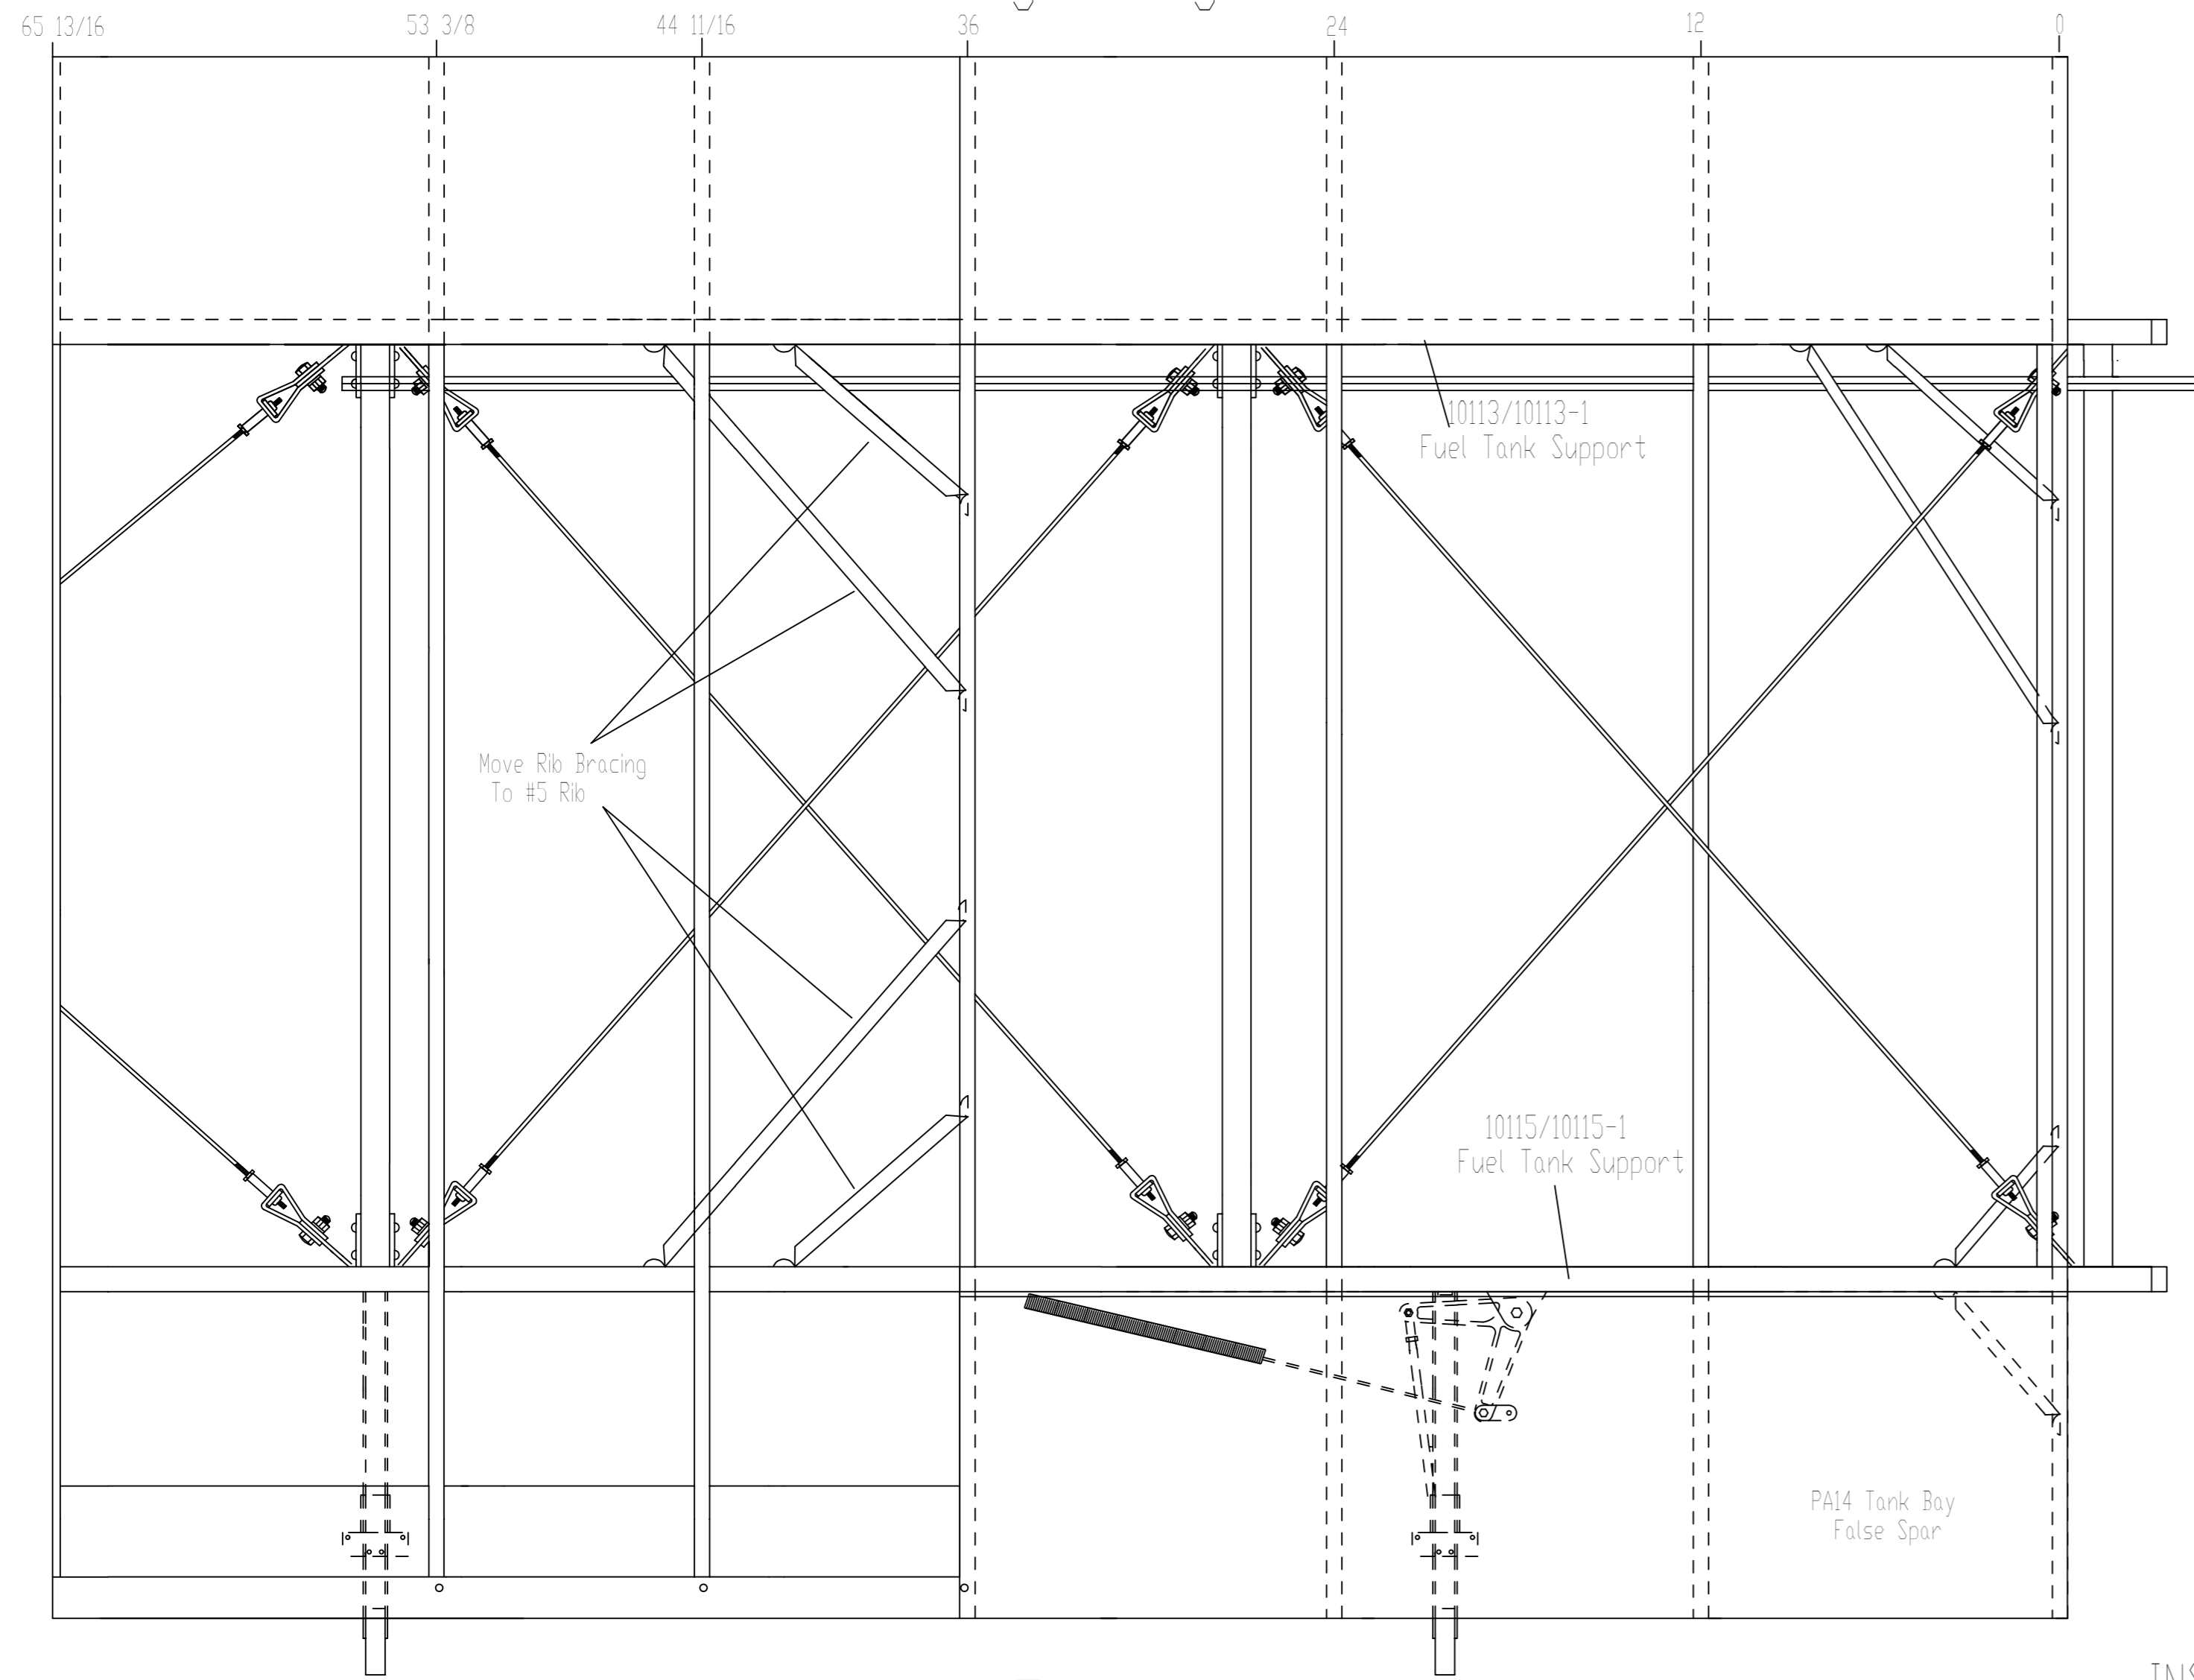 65 13/16 53 3/8 44 11/16 36 24 12 0
10113/10113-1
Fuel Tank Support
Move Rib Bracing
To #5 Rib
10115/10115-1
Fuel Tank Support
PA14 Tank Bay
False Spar